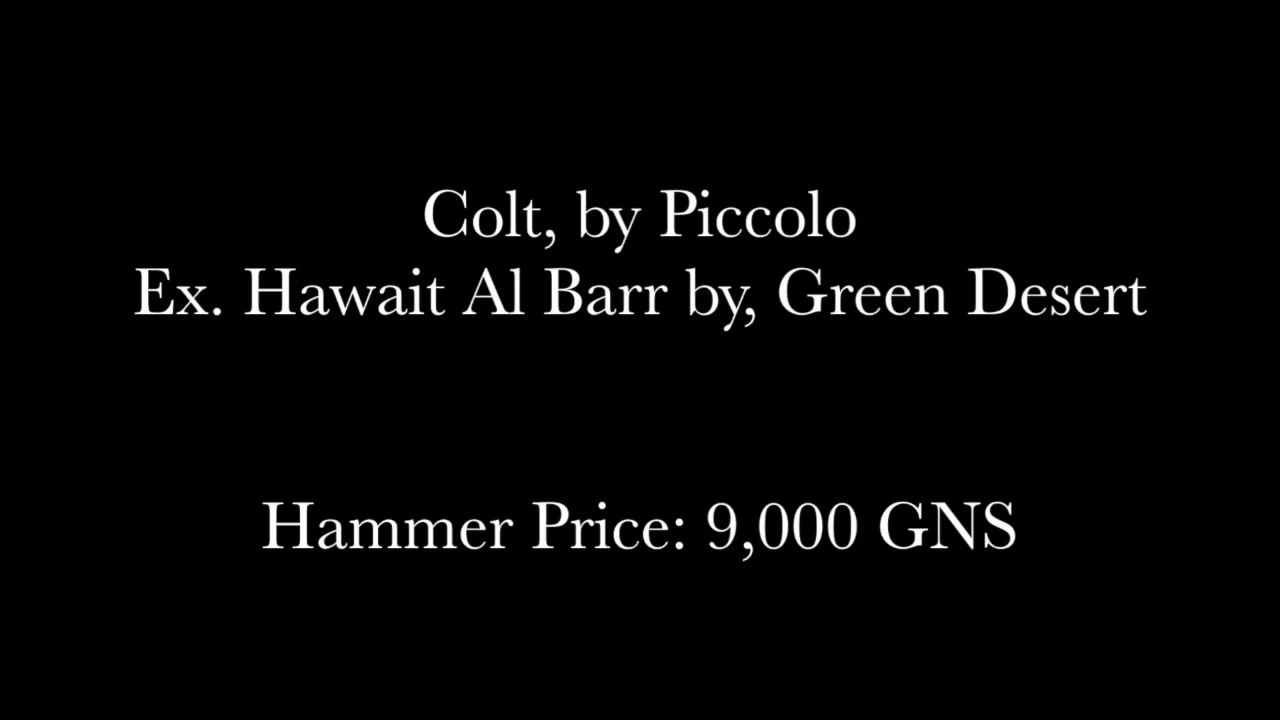 Colt, by Piccolo
Ex. Hawait Al Barr by, Green Desert
Hammer Price: 9,000 GNS